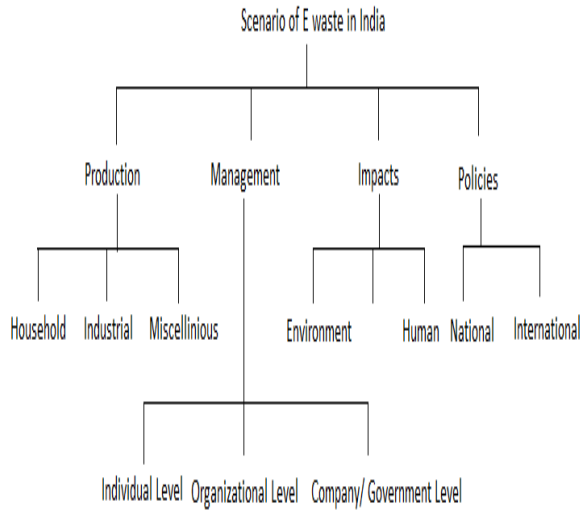 Scenario of E waste in India
Production Management Impacts Policies
Household Industrial Miscellinious Environment Human National International
Individual Level Organizational Level Company/ Government Level